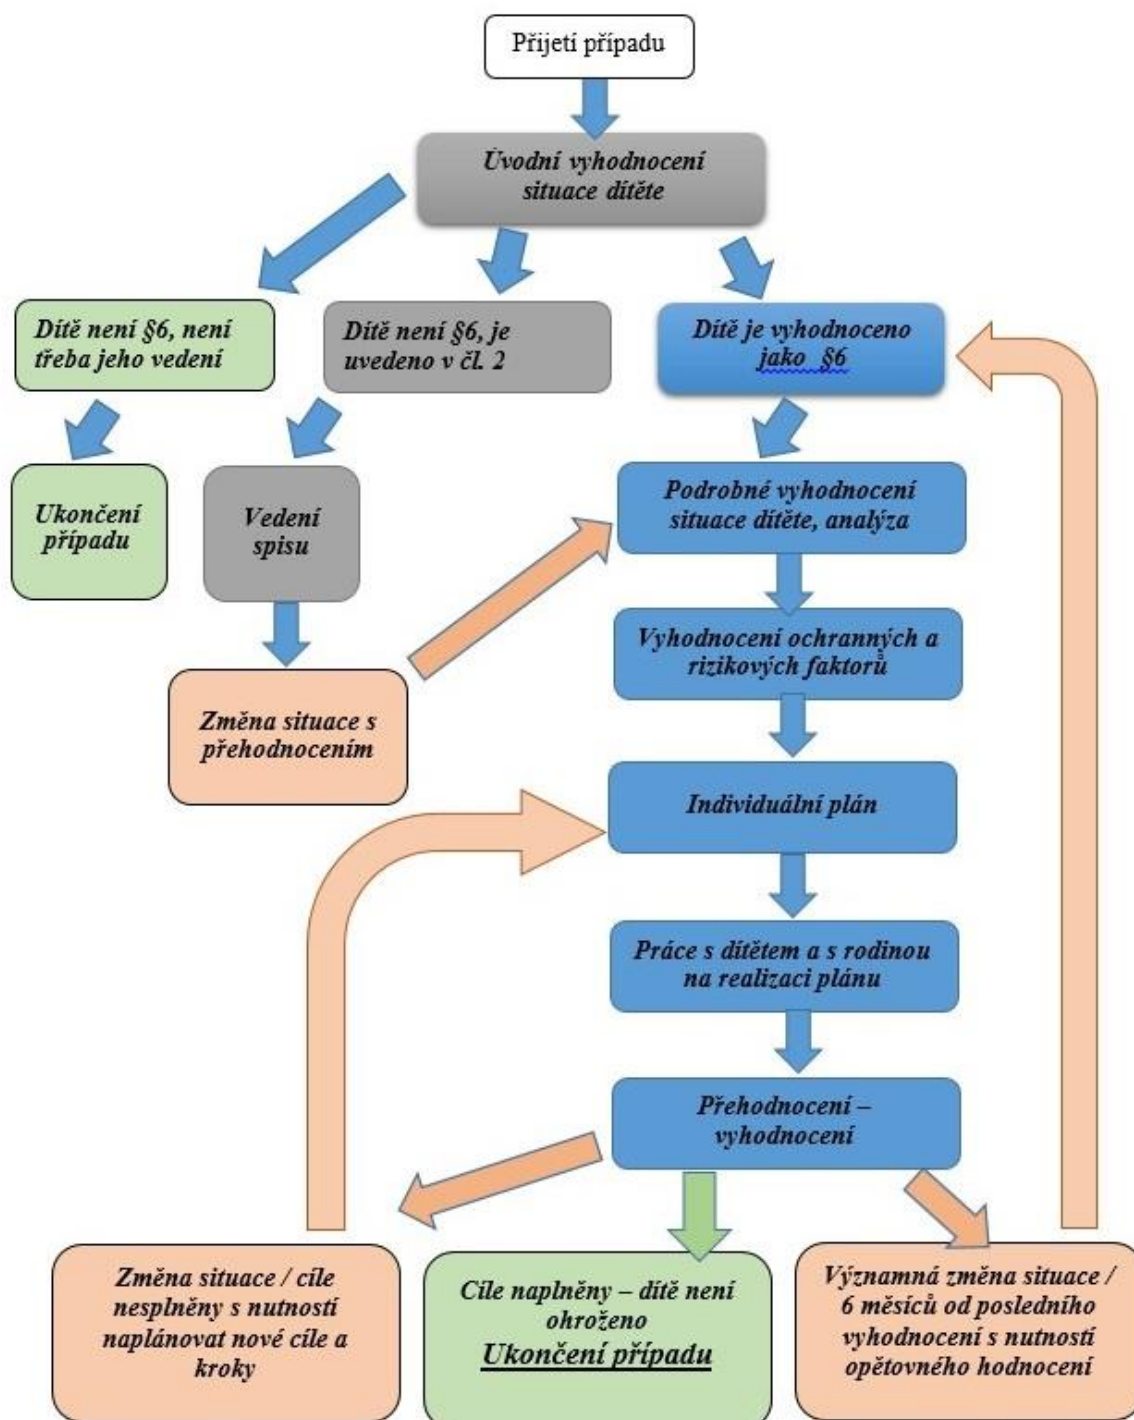 Přijetí případu
Úvodní vyhodnocení
situace dítěte
Dítě není §6, není
třeba jeho vedení
Dítě není §6, je
uvedeno v čl. 2
Dítě je vyhodnoceno
jako §6
Ukončení
případu
Vedení
spisu
Podrobné vyhodnocení
situace dítěte, analýza
Vyhodnocení ochranných a
rizikových faktorů
Změna situace s
přehodnocením
Individuální plán
Práce s dítětem a s rodinou
na realizaci plánu
Přehodnocení –
vyhodnocení
Změna situace / cíle
nesplněny s nutností
naplánovat nové cíle a
kroky
Cíle naplněny – dítě není
ohroženo
Ukončení případu
Významná změna situace /
6 měsíců od posledního
vyhodnocení s nutností
opětovného hodnocení